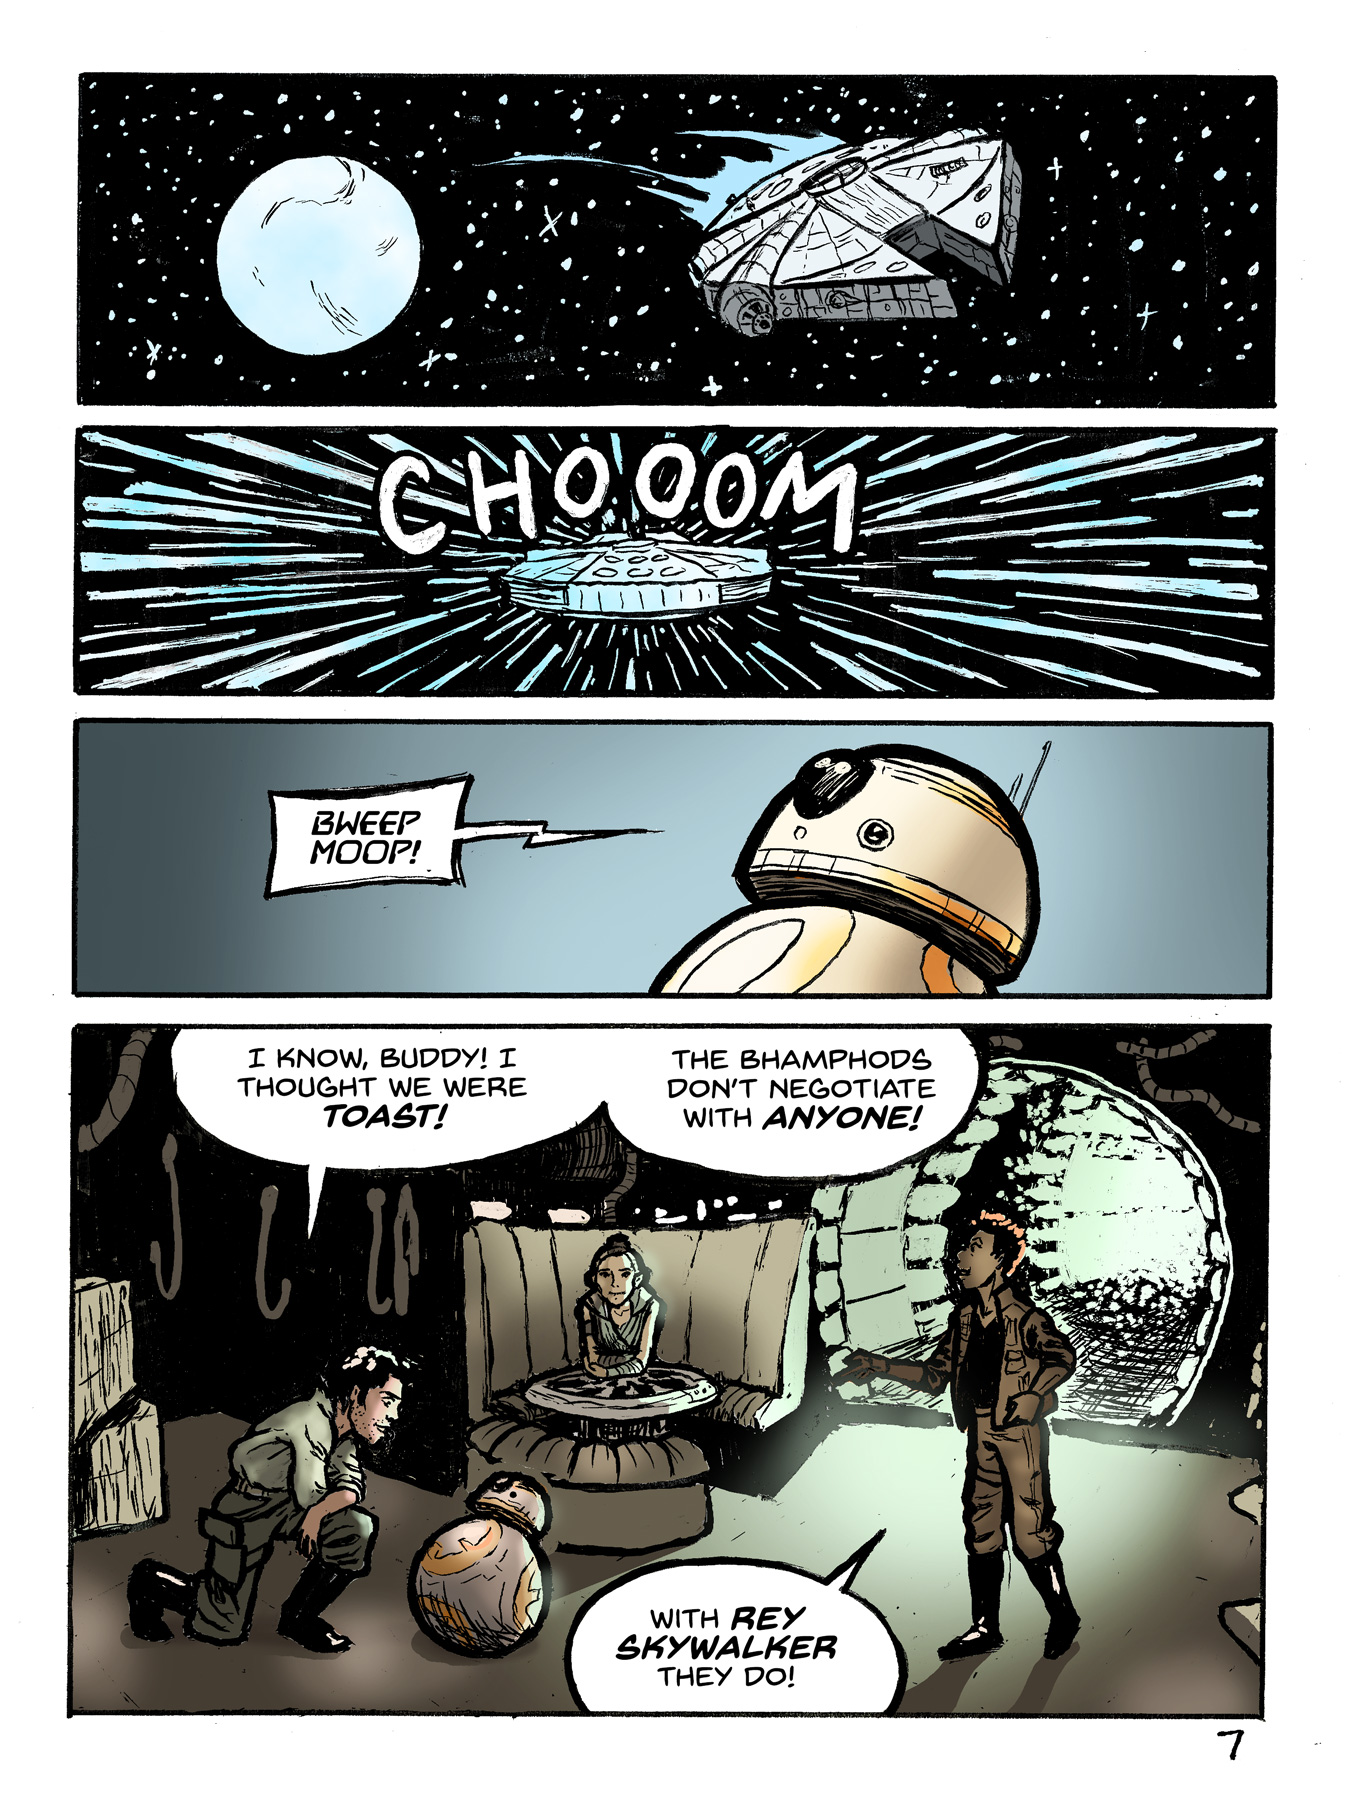 CHOOOM
BWEEP
MOOP!
I KNOW, BUDDY! I
THOUGHT WE WERE
TOAST!
THE BHAMPHODS
DON'T NEGOTIATE
WITH ANYONE!
WITH REY
SKYWALKER
THEY DO!
7